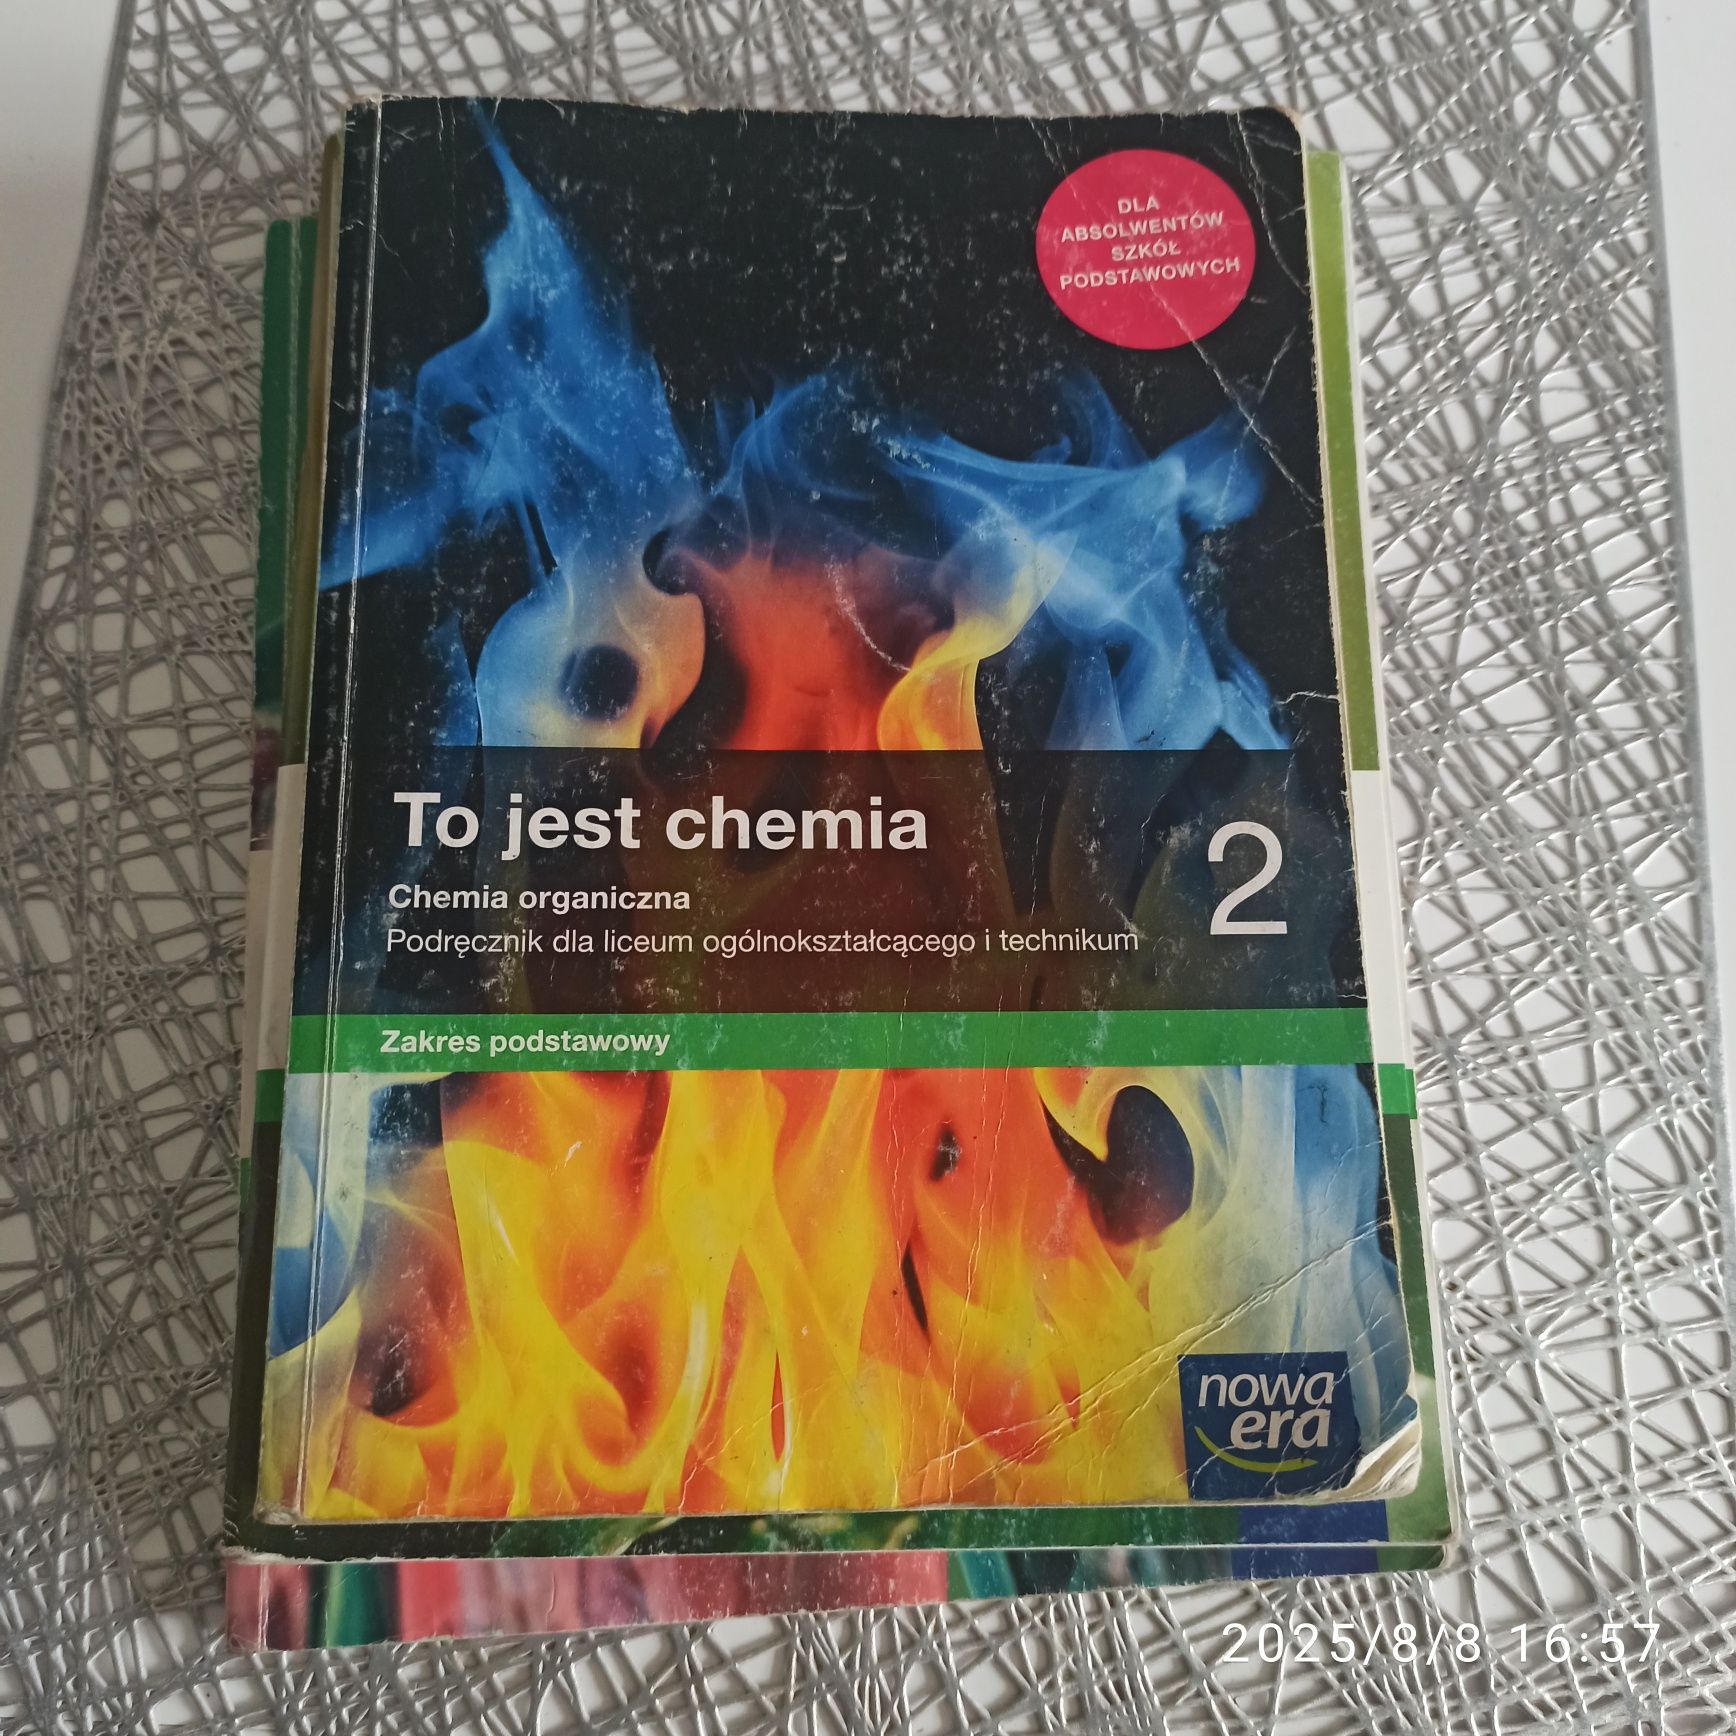 DLA
ABSOLWENTÓW
SZKÓŁ
PODSTAWOWYCH
To jest chemia
2
Chemia organiczna
Podręcznik dla liceum ogólnokształcącego i technikum
Zakres podstawowy
nowa
era
2025/8/8 16:57